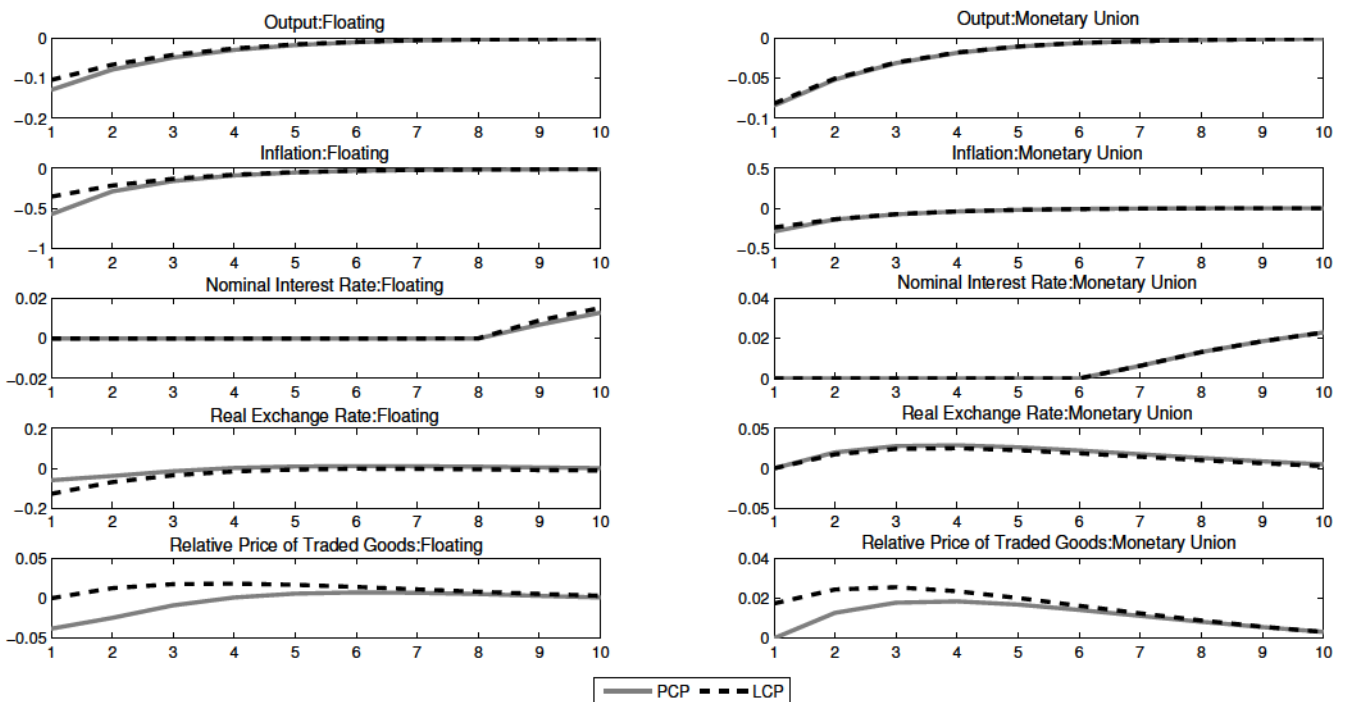 Output:Floating
0
−0.1
−0.2
1 2 3 4 5 6 7 8 9 10
Inflation:Floating
0
−0.5
−1
1 2 3 4 5 6 7 8 9 10
Nominal Interest Rate:Floating
0.02
0
−0.02
1 2 3 4 5 6 7 8 9 10
Real Exchange Rate:Floating
0.2
0
−0.2
1 2 3 4 5 6 7 8 9 10
Relative Price of Traded Goods:Floating
0.05
0
−0.05
1 2 3 4 5 6 7 8 9 10
Output:Monetary Union
0
−0.05
−0.1
1 2 3 4 5 6 7 8 9 10
Inflation:Monetary Union
0.5
0
−0.5
1 2 3 4 5 6 7 8 9 10
Nominal Interest Rate:Monetary Union
0.04
0.02
0
1 2 3 4 5 6 7 8 9 10
Real Exchange Rate:Monetary Union
0.05
0
−0.05
1 2 3 4 5 6 7 8 9 10
Relative Price of Traded Goods:Monetary Union
0.04
0.02
0
1 2 3 4 5 6 7 8 9 10
PCP LCP